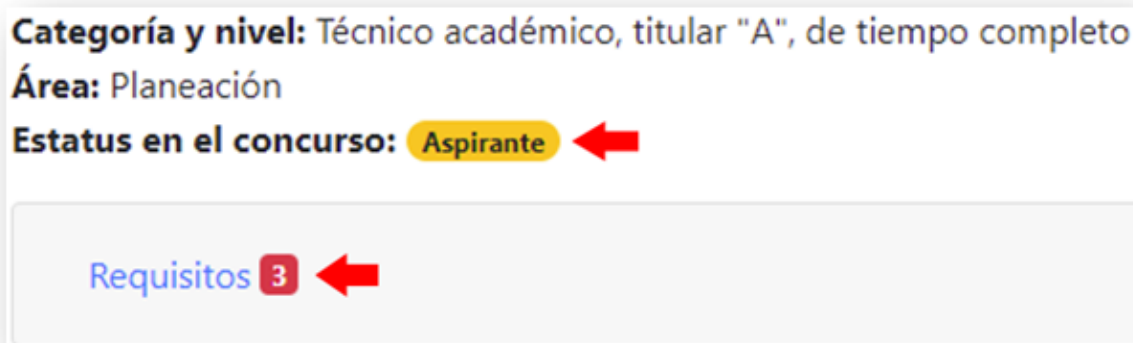 Categoría y nivel: Técnico académico, titular "A", de tiempo completo
Área: Planeación
Estatus en el concurso: Aspirante
Requisitos 3